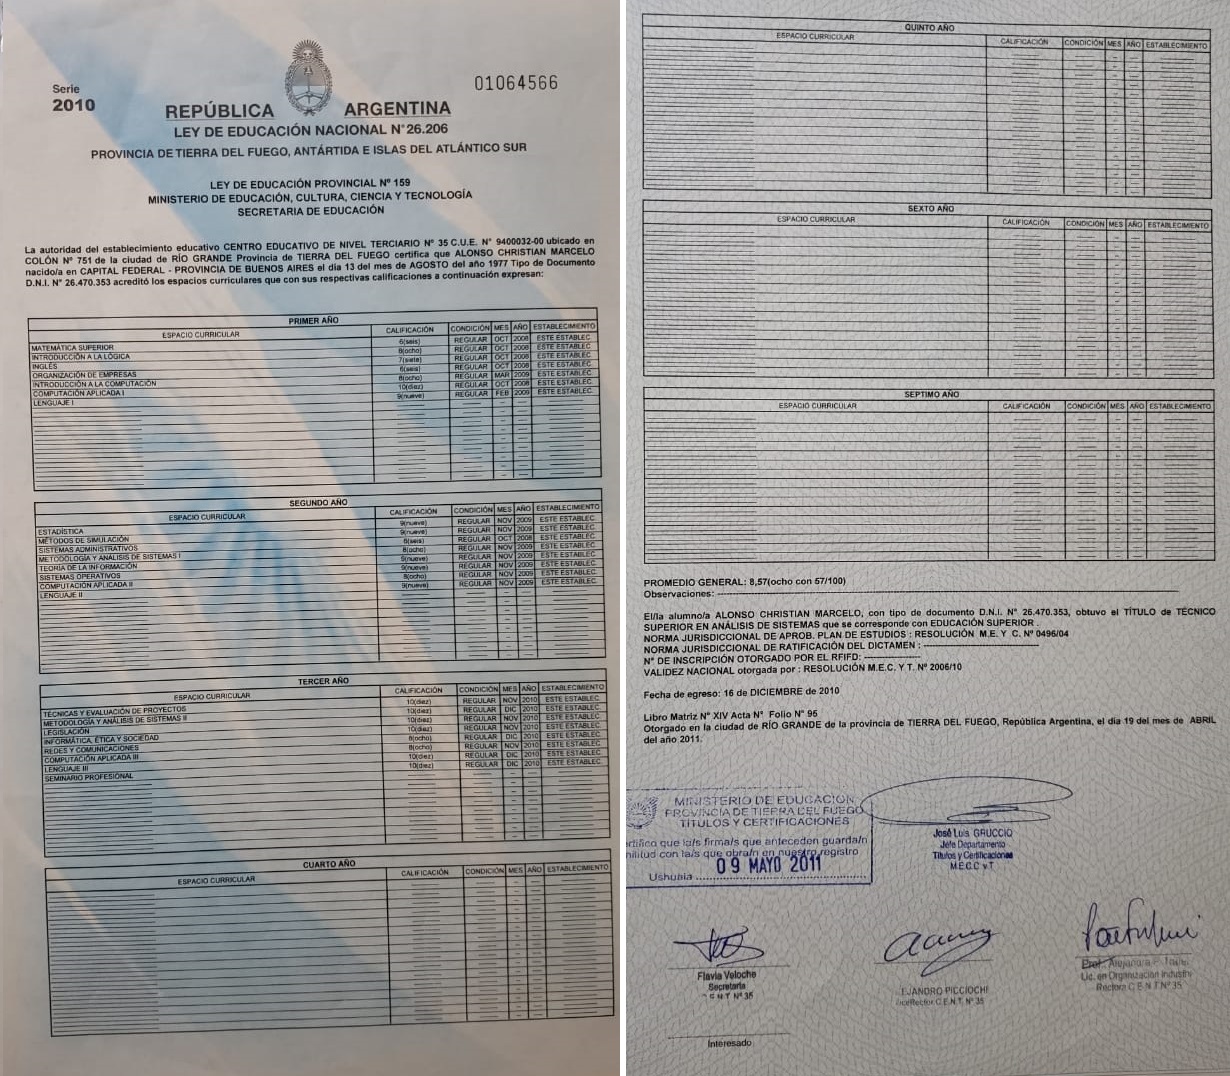 Serie
2010
01064566
REPÚBLICA ARGENTINA
LEY DE EDUCACIÓN NACIONAL N° 26.206
PROVINCIA DE TIERRA DEL FUEGO, ANTÁRTIDA E ISLAS DEL ATLÁNTICO SUR
LEY DE EDUCACIÓN PROVINCIAL Nº 159
MINISTERIO DE EDUCACIÓN, CULTURA, CIENCIA Y TECNOLOGÍA
SECRETARIA DE EDUCACIÓN
La autoridad del establecimiento educativo CENTRO EDUCATIVO DE NIVEL TERCIARIO N° 35 C.U.E. N° 9400032-00 ubicado en
COLÓN N° 751 de la ciudad de RÍO GRANDE Provincia de TIERRA DEL FUEGO certifica que ALONSO CHRISTIAN MARCELO
nacido/a en CAPITAL FEDERAL - PROVINCIA DE BUENOS AIRES el día 13 del mes de AGOSTO del año 1977 Tipo de Documento
D.N.I. N° 26.470.353 acreditó los espacios curriculares que con sus respectivas calificaciones a continuación expresan:
PRIMER AÑO
ESPACIO CURRICULAR CALIFICACIÓN CONDICIÓN MES AÑO ESTABLECIMIENTO
MATEMÁTICA SUPERIOR 6(seis) REGULAR OCT 2008 ESTE ESTABLEC
INTRODUCCIÓN A LA LÓGICA 8(ocho) REGULAR OCT 2008 ESTE ESTABLEC
INGLÉS 7(siete) REGULAR OCT 2008 ESTE ESTABLEC
ORGANIZACIÓN DE EMPRESAS 6(seis) REGULAR OCT 2008 ESTE ESTABLEC
INTRODUCCIÓN A LA COMPUTACIÓN 8(ocho) REGULAR MAR 2009 ESTE ESTABLEC
COMPUTACIÓN APLICADA I 10(diez) REGULAR OCT 2008 ESTE ESTABLEC
LENGUAJE I 9(nueve) REGULAR FEB 2009 ESTE ESTABLEC
SEGUNDO AÑO
ESPACIO CURRICULAR CALIFICACIÓN CONDICIÓN MES AÑO ESTABLECIMIENTO
ESTADÍSTICA 9(nueve) REGULAR NOV 2009 ESTE ESTABLEC
MÉTODOS DE SIMULACIÓN 9(nueve) REGULAR NOV 2009 ESTE ESTABLEC
SISTEMAS ADMINISTRATIVOS 6(seis) REGULAR OCT 2008 ESTE ESTABLEC
METODOLOGÍA Y ANÁLISIS DE SISTEMAS I 8(ocho) REGULAR NOV 2009 ESTE ESTABLEC
TEORÍA DE LA INFORMACIÓN 9(nueve) REGULAR NOV 2009 ESTE ESTABLEC
SISTEMAS OPERATIVOS 9(nueve) REGULAR NOV 2009 ESTE ESTABLEC
COMPUTACIÓN APLICADA II 8(ocho) REGULAR NOV 2009 ESTE ESTABLEC
LENGUAJE II 9(nueve) REGULAR NOV 2009 ESTE ESTABLEC
TERCER AÑO
ESPACIO CURRICULAR CALIFICACIÓN CONDICIÓN MES AÑO ESTABLECIMIENTO
TÉCNICAS Y EVALUACIÓN DE PROYECTOS 10(diez) REGULAR NOV 2010 ESTE ESTABLEC
METODOLOGÍA Y ANÁLISIS DE SISTEMAS II 10(diez) REGULAR DIC 2010 ESTE ESTABLEC
LEGISLACIÓN 10(diez) REGULAR NOV 2010 ESTE ESTABLEC
INFORMÁTICA, ÉTICA Y SOCIEDAD 10(diez) REGULAR NOV 2010 ESTE ESTABLEC
REDES Y COMUNICACIONES 8(ocho) REGULAR DIC 2010 ESTE ESTABLEC
COMPUTACIÓN APLICADA III 8(ocho) REGULAR NOV 2010 ESTE ESTABLEC
LENGUAJE III 10(diez) REGULAR DIC 2010 ESTE ESTABLEC
SEMINARIO PROFESIONAL 10(diez) REGULAR DIC 2010 ESTE ESTABLEC
CUARTO AÑO
ESPACIO CURRICULAR CALIFICACIÓN CONDICIÓN MES AÑO ESTABLECIMIENTO
QUINTO AÑO
ESPACIO CURRICULAR CALIFICACIÓN CONDICIÓN MES AÑO ESTABLECIMIENTO
SEXTO AÑO
ESPACIO CURRICULAR CALIFICACIÓN CONDICIÓN MES AÑO ESTABLECIMIENTO
SEPTIMO AÑO
ESPACIO CURRICULAR CALIFICACIÓN CONDICIÓN MES AÑO ESTABLECIMIENTO
PROMEDIO GENERAL: 8,57(ocho con 57/100)
Observaciones:
El/la alumno/a ALONSO CHRISTIAN MARCELO, con tipo de documento D.N.I. N° 26.470.353, obtuvo el TÍTULO de TÉCNICO
SUPERIOR EN ANÁLISIS DE SISTEMAS que se corresponde con EDUCACIÓN SUPERIOR .
NORMA JURISDICCIONAL DE APROB. PLAN DE ESTUDIOS : RESOLUCIÓN M.E. Y C. Nº 0496/04
NORMA JURISDICCIONAL DE RATIFICACIÓN DEL DICTAMEN :
N° DE INSCRIPCIÓN OTORGADO POR EL RFIFD:
VALIDEZ NACIONAL otorgada por : RESOLUCIÓN M.E.C. Y T. N° 2006/10
Fecha de egreso: 16 de DICIEMBRE de 2010
Libro Matriz N° XIV Acta N° Folio N° 95
Otorgado en la ciudad de RÍO GRANDE de la provincia de TIERRA DEL FUEGO, República Argentina, el día 19 del mes de ABRIL
del año 2011.
MINISTERIO DE EDUCACION
PROVINCIA DE TIERRA DEL FUEGO
TITULOS Y CERTIFICACIONES
que la/s firma/s que anteceden guarda/n
con la/s que obra/n en nuestro registro
Ushuaia 09 MAYO 2011
José Luis GRUCCIO
Jefe Departamento
Títulos y Certificaciones
M.E.C.C y T
Flavia Veloche
Secretaria
C E N T Nº 35
EJANDRO PICCIOCHI
Rector C.E.N.T. Nº 35
Prof.
Lic. en Organización Industri
Rectora C.E.N.T Nº 35
Interesado